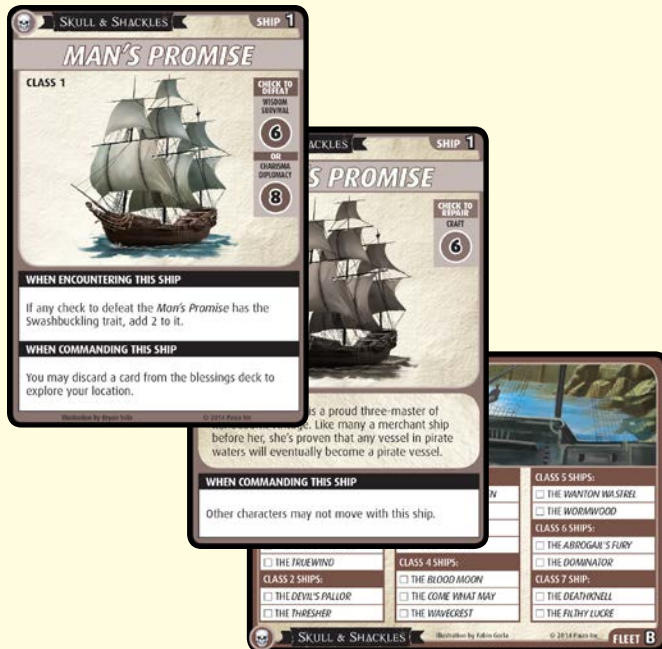 SKULL & SHACKLES
SHIP 1
MAN'S PROMISE
CLASS 1
CHECK TO
DEFEAT
WISDOM
SURVIVAL
6
OR
CHARISMA
DIPLOMACY
8
WHEN ENCOUNTERING THIS SHIP
If any check to defeat the Man's Promise has the
Swashbuckling trait, add 2 to it.
WHEN COMMANDING THIS SHIP
You may discard a card from the blessings deck to
explore your location.
Illustration by Bryan Sola
© 2014 Paizo Inc
ACKLES
SHIP 1
S PROMISE
CHECK TO
REPAIR
CRAFT
6
is a proud three-master of
Like many a merchant ship
before her, she's proven that any vessel in pirate
waters will eventually become a pirate vessel.
WHEN COMMANDING THIS SHIP
Other characters may not move with this ship.
THE TRUEWIND
CLASS 2 SHIPS:
THE DEVIL'S PALLOR
THE THRESHER
EN
CLASS 4 SHIPS:
THE BLOOD MOON
THE COME WHAT MAY
THE WAVECREST
CLASS 5 SHIPS:
THE WANTON WASTREL
THE WORMWOOD
CLASS 6 SHIPS:
THE ABROGAIL'S FURY
THE DOMINATOR
CLASS 7 SHIP:
THE DEATHKNELL
THE FILTHY LUCRE
SKULL & SHACKLES
Illustration by Fabio Gorla
© 2014 Paizo Inc
FLEET B